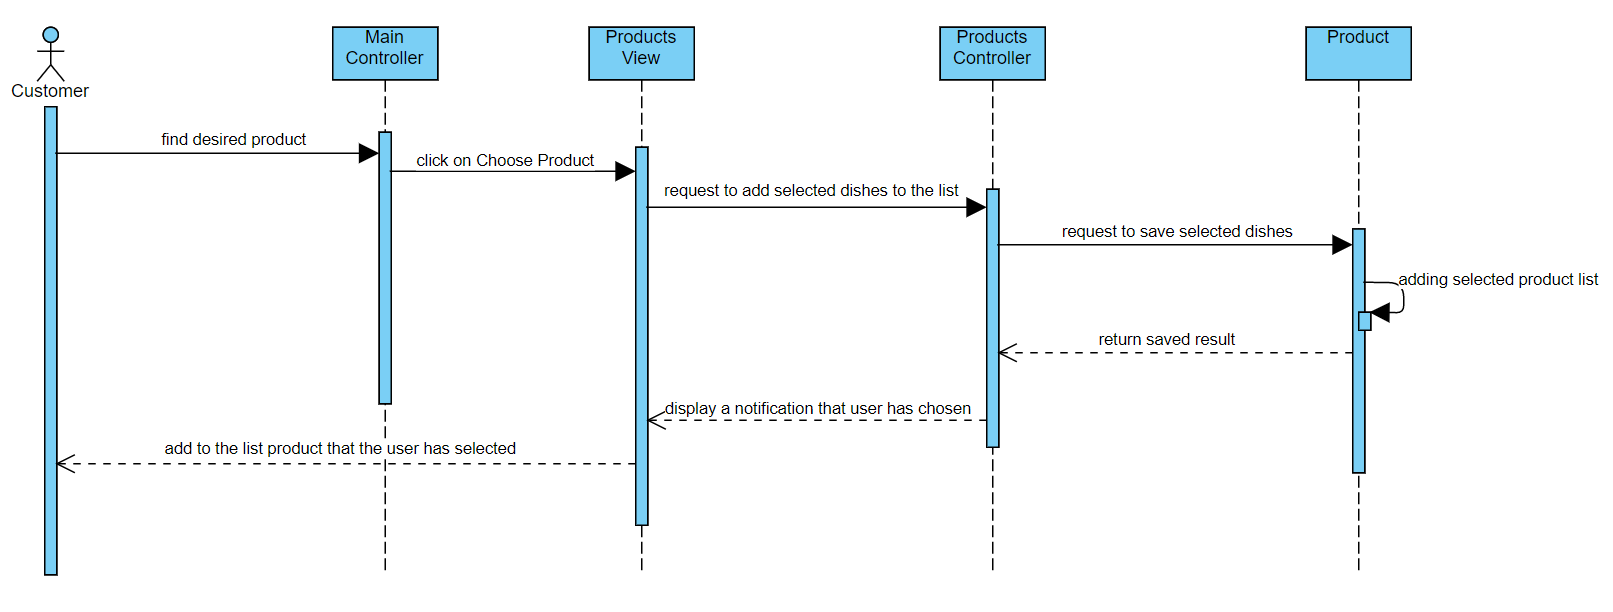 Customer
Main
Controller
Products
View
Products
Controller
Product
find desired product
click on Choose Product
request to add selected dishes to the list
request to save selected dishes
adding selected product list
return saved result
display a notification that user has chosen
add to the list product that the user has selected